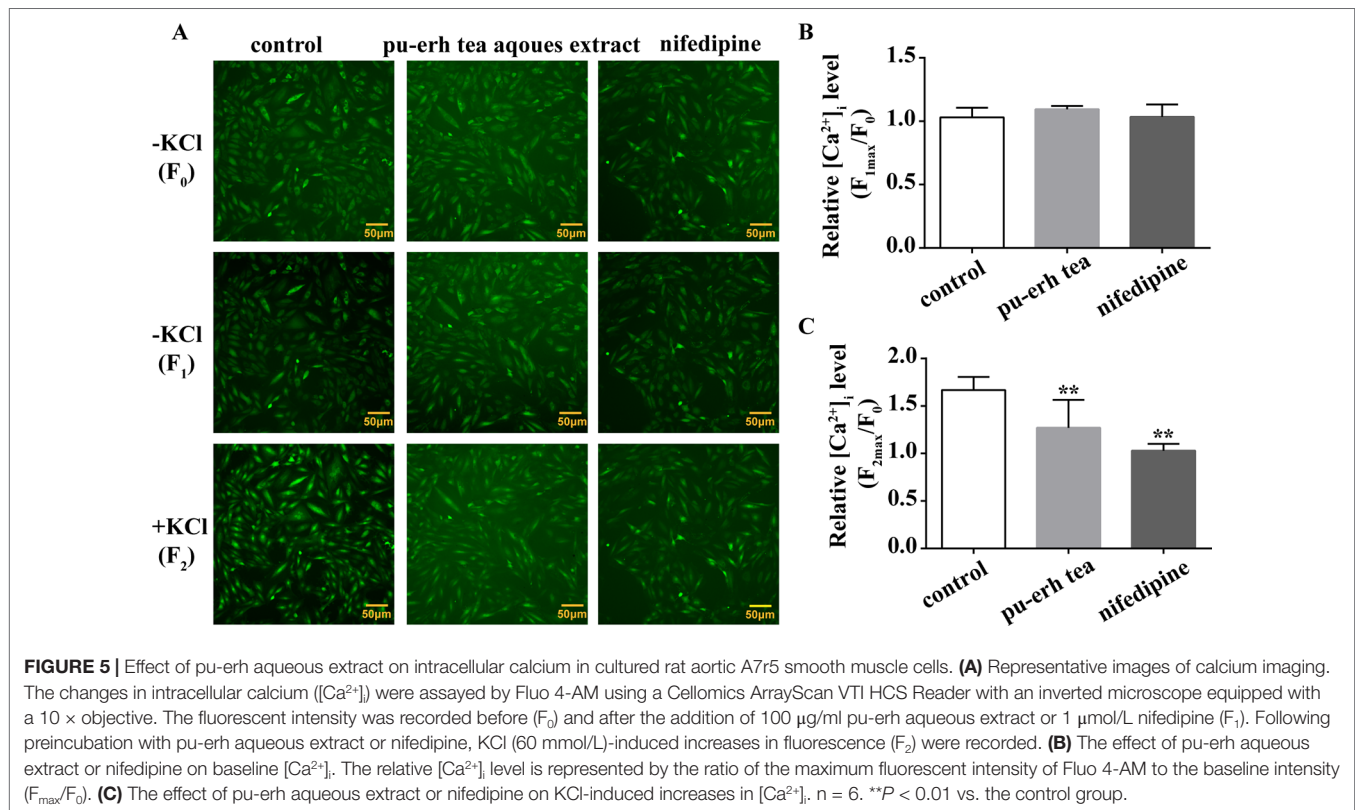 A
control pu-erh tea aqoues extract nifedipine
-KCl
(F₀)
50µm 50µm 50µm
-KCl
(F₁)
50µm 50µm 50µm
+KCl
(F₂)
50µm 50µm 50µm
B
Relative [Ca²⁺]ᵢ level
(F₁ₘₐₓ/F₀)
1.5
1.0
0.5
0.0
control
pu-erh tea
nifedipine
C
Relative [Ca²⁺]ᵢ level
(F₂ₘₐₓ/F₀)
2.0
1.5
1.0
0.5
0.0
**
**
control
pu-erh tea
nifedipine
FIGURE 5 | Effect of pu-erh aqueous extract on intracellular calcium in cultured rat aortic A7r5 smooth muscle cells. (A) Representative images of calcium imaging.
The changes in intracellular calcium ([Ca²⁺]ᵢ) were assayed by Fluo 4-AM using a Cellomics ArrayScan VTI HCS Reader with an inverted microscope equipped with
a 10 × objective. The fluorescent intensity was recorded before (F₀) and after the addition of 100 µg/ml pu-erh aqueous extract or 1 µmol/L nifedipine (F₁). Following
preincubation with pu-erh aqueous extract or nifedipine, KCl (60 mmol/L)-induced increases in fluorescence (F₂) were recorded. (B) The effect of pu-erh aqueous
extract or nifedipine on baseline [Ca²⁺]ᵢ. The relative [Ca²⁺]ᵢ level is represented by the ratio of the maximum fluorescent intensity of Fluo 4-AM to the baseline intensity
(Fₘₐₓ/F₀). (C) The effect of pu-erh aqueous extract or nifedipine on KCl-induced increases in [Ca²⁺]ᵢ. n = 6. **P < 0.01 vs. the control group.